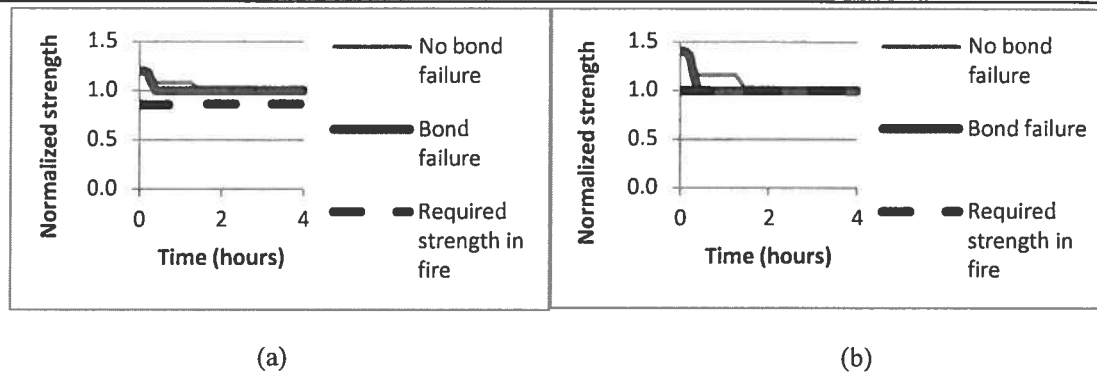 1.5
1.0
0.5
0.0
Normalized strength
0
2
4
Time (hours)
No bond
failure
Bond
failure
Required
strength in
fire
1.5
1.0
0.5
0.0
Normalized strength
0
2
4
Time (hours)
No bond
failure
Bond failure
Required
strength in
fire
(a)
(b)